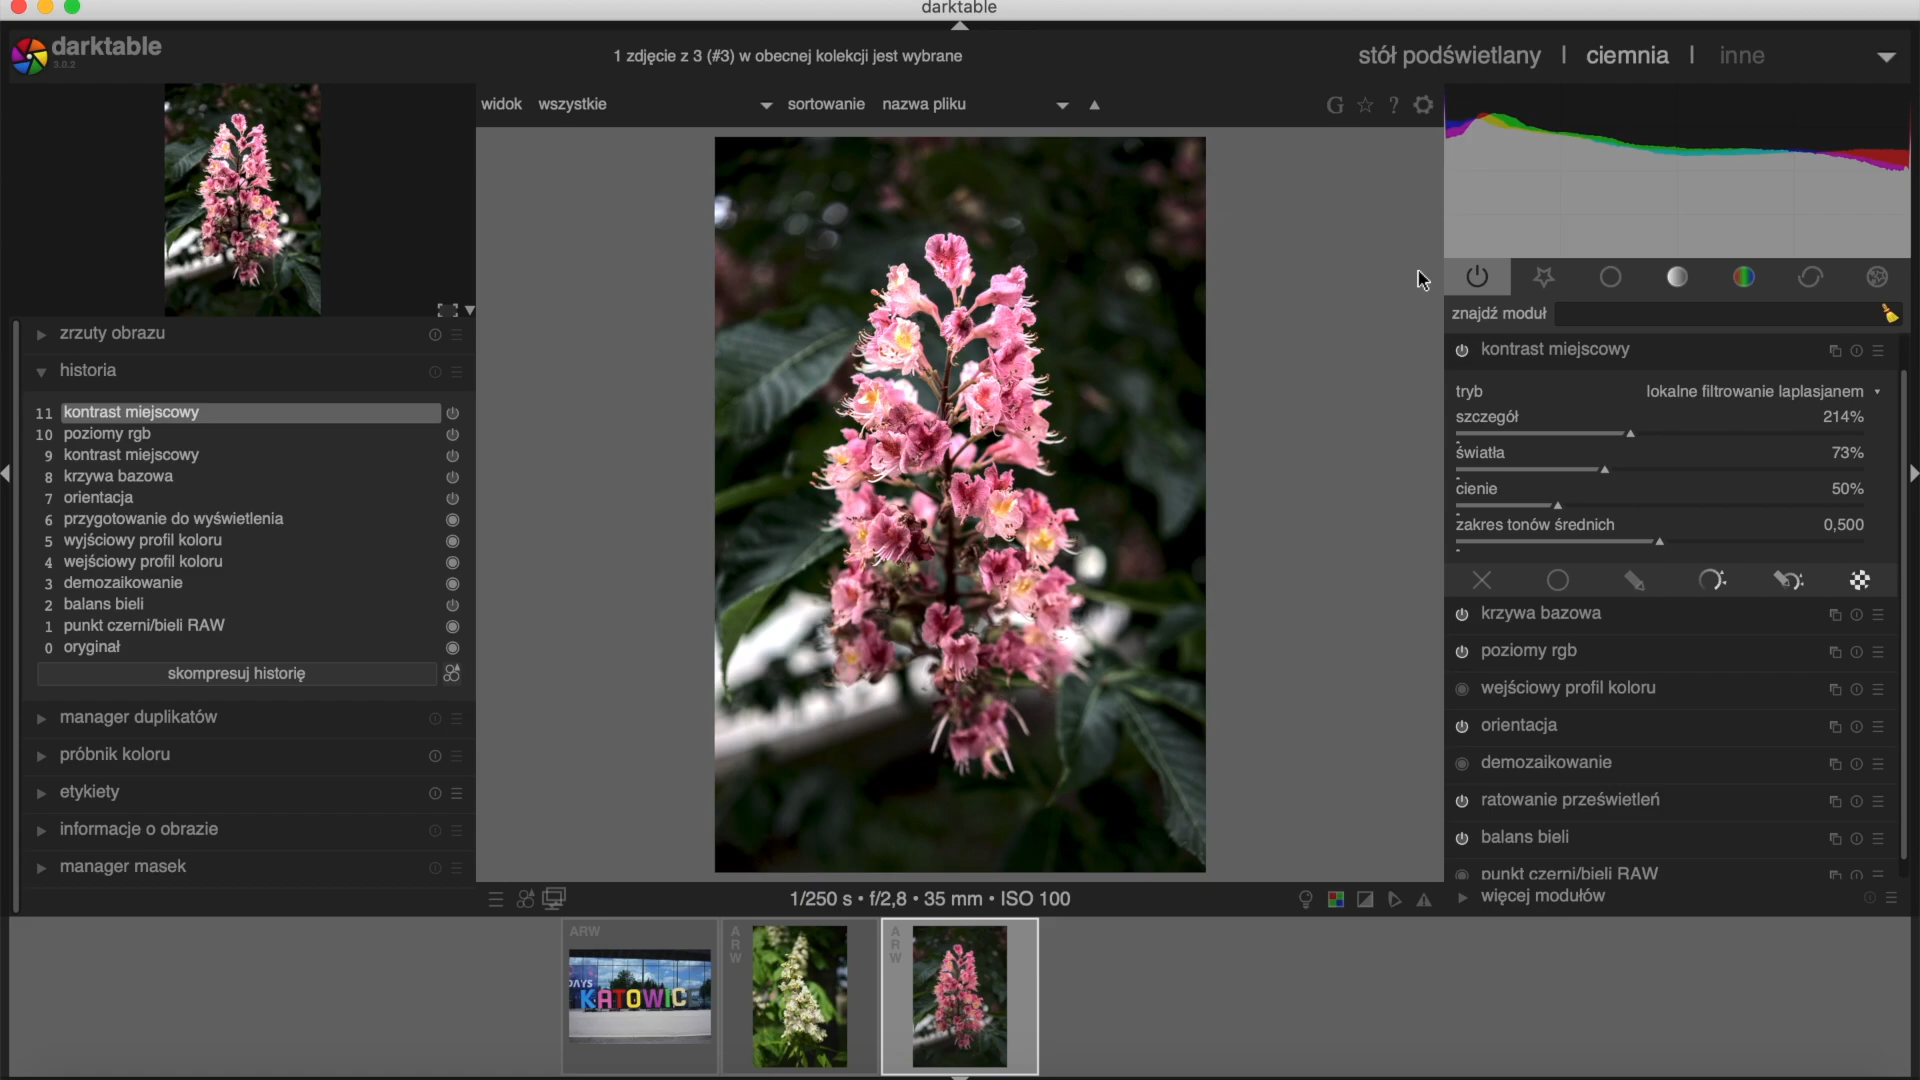 darktable
darktable
3.0.2
1 zdjęcie z 3 (#3) w obecnej kolekcji jest wybrane
stół podświetlany | ciemnia | inne
widok wszystkie sortowanie nazwa pliku
G ☆ ?
znajdź moduł
zrzuty obrazu
historia
11 kontrast miejscowy
10 poziomy rgb
9 kontrast miejscowy
8 krzywa bazowa
7 orientacja
6 przygotowanie do wyświetlenia
5 wyjściowy profil koloru
4 wejściowy profil koloru
3 demozaikowanie
2 balans bieli
1 punkt czerni/bieli RAW
0 oryginał
skompresuj historię
manager duplikatów
próbnik koloru
etykiety
informacje o obrazie
manager masek
kontrast miejscowy
tryb lokalne filtrowanie laplasjanem
szczegół 214%
światła 73%
cienie 50%
zakres tonów średnich 0,500
krzywa bazowa
poziomy rgb
wejściowy profil koloru
orientacja
demozaikowanie
ratowanie prześwietleń
balans bieli
punkt czerni/bieli RAW
więcej modułów
1/250 s • f/2,8 • 35 mm • ISO 100
ARW
DAYS
KATOWIC
ARW
ARW